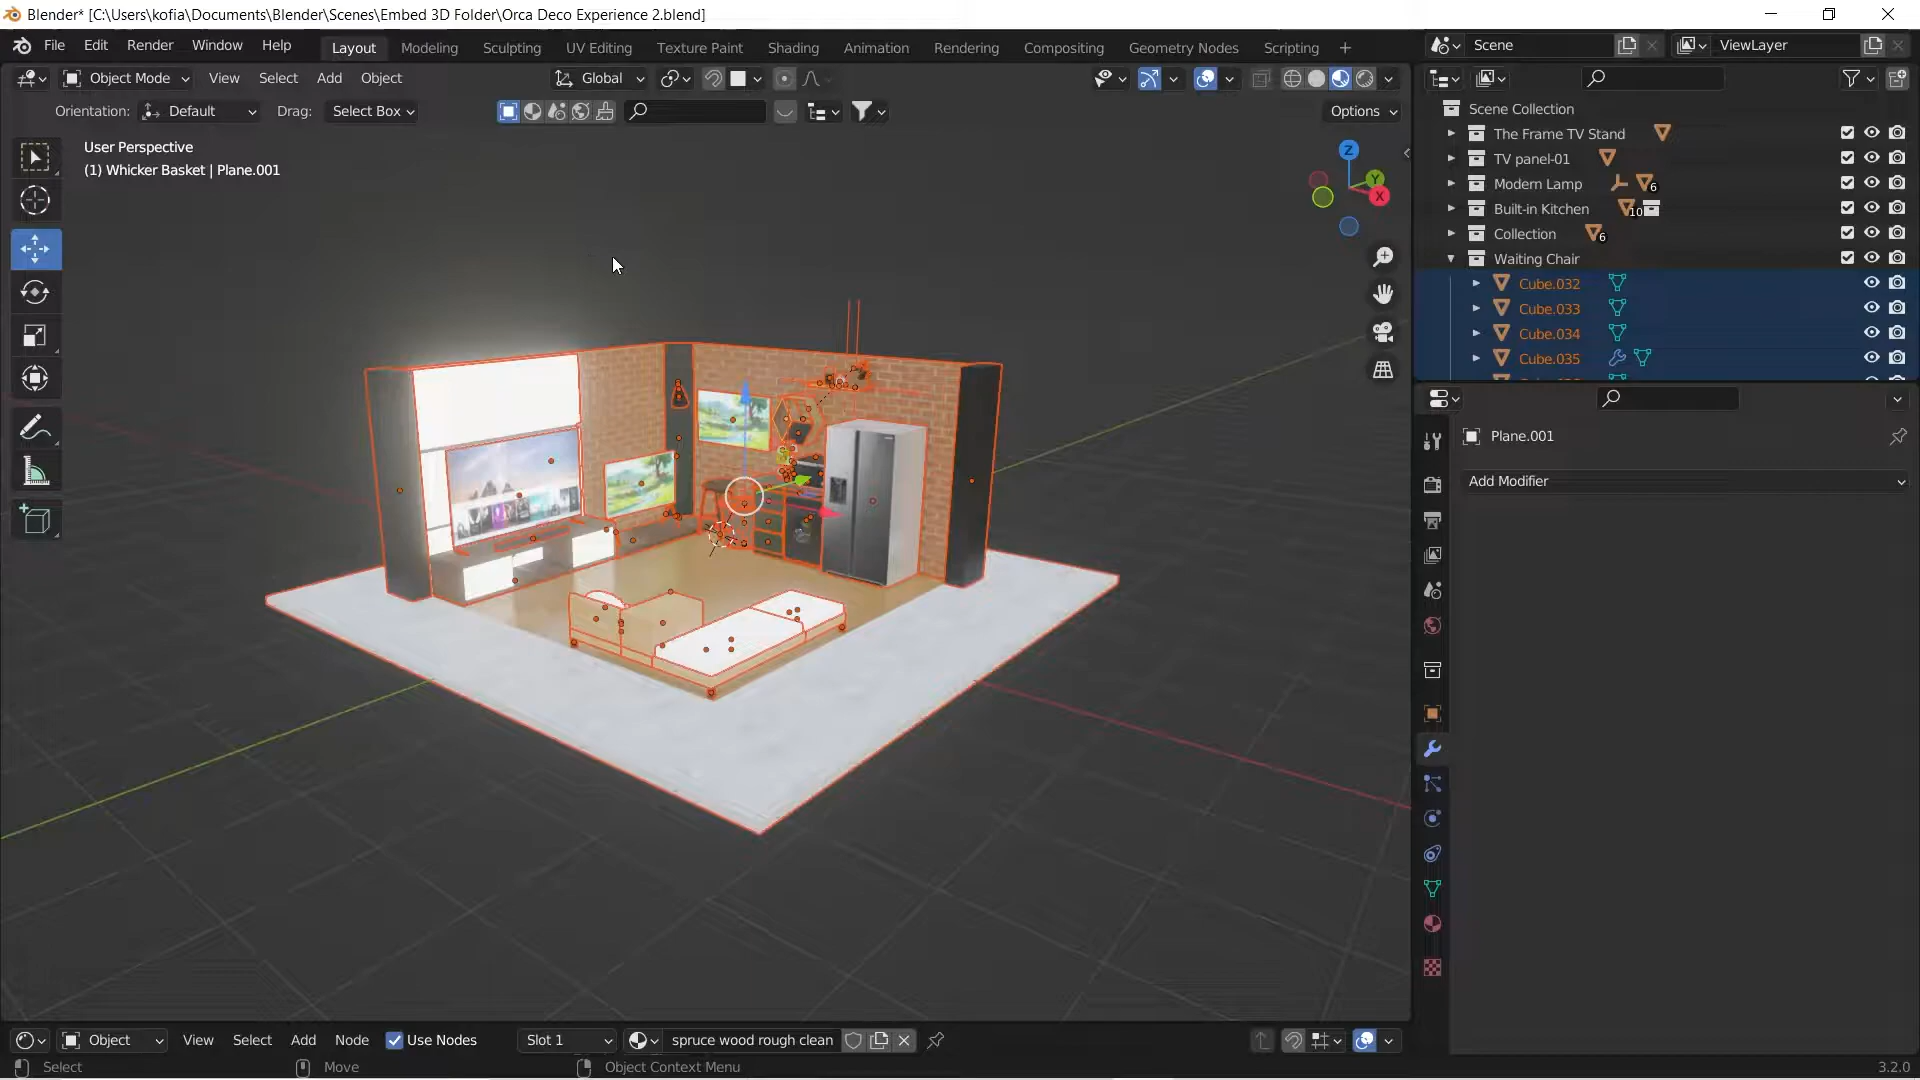 Blender* [C:\Users\kofia\Documents\Blender\Scenes\Embed 3D Folder\Orca Deco Experience 2.blend]
File Edit Render Window Help Layout Modeling Sculpting UV Editing Texture Paint Shading Animation Rendering Compositing Geometry Nodes Scripting + Scene ViewLayer
Object Mode View Select Add Object Global
Orientation: Default Drag: Select Box Options
User Perspective
(1) Whicker Basket | Plane.001
Z
Y
X
Scene Collection
The Frame TV Stand
TV panel-01
Modern Lamp 6
Built-in Kitchen 10
Collection 6
Waiting Chair
Cube.032
Cube.033
Cube.034
Cube.035
Plane.001
Add Modifier
Object View Select Add Node Use Nodes Slot 1 spruce wood rough clean
Select Move Object Context Menu 3.2.0